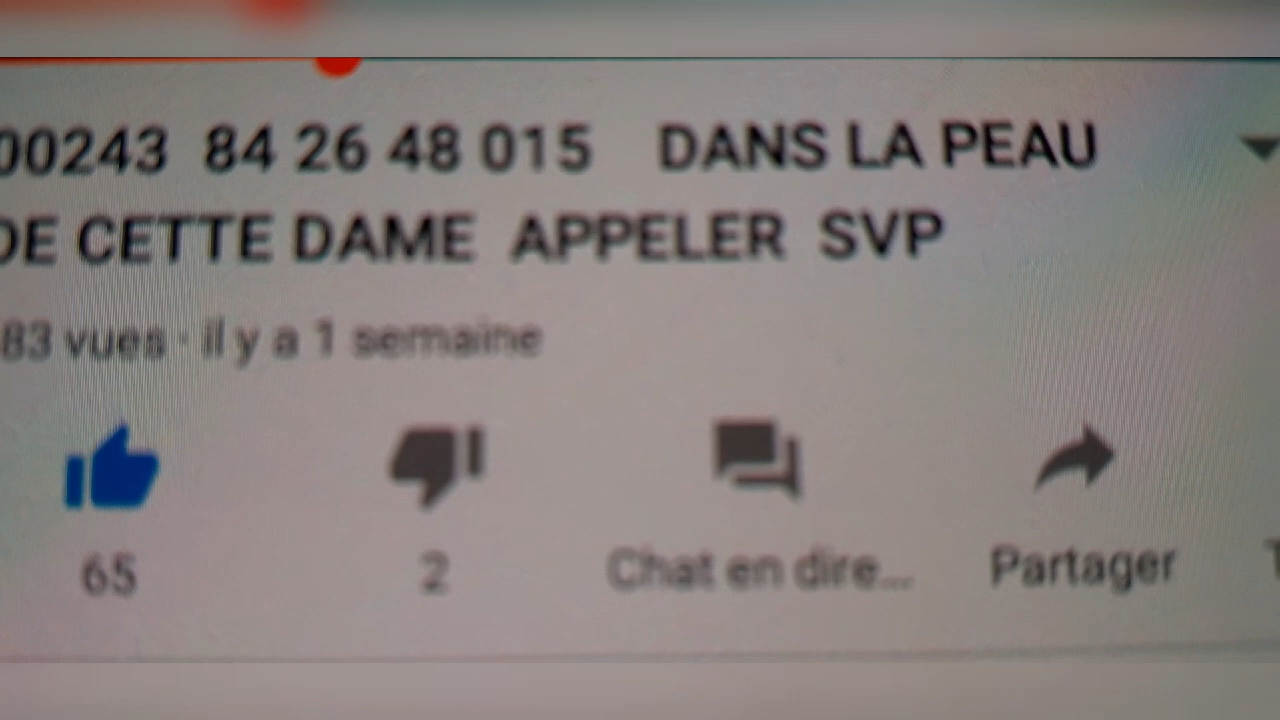 00243 84 26 48 015 DANS LA PEAU
DE CETTE DAME APPELER SVP
83 vues · il y a 1 semaine
65
2
Chat en dire...
Partager